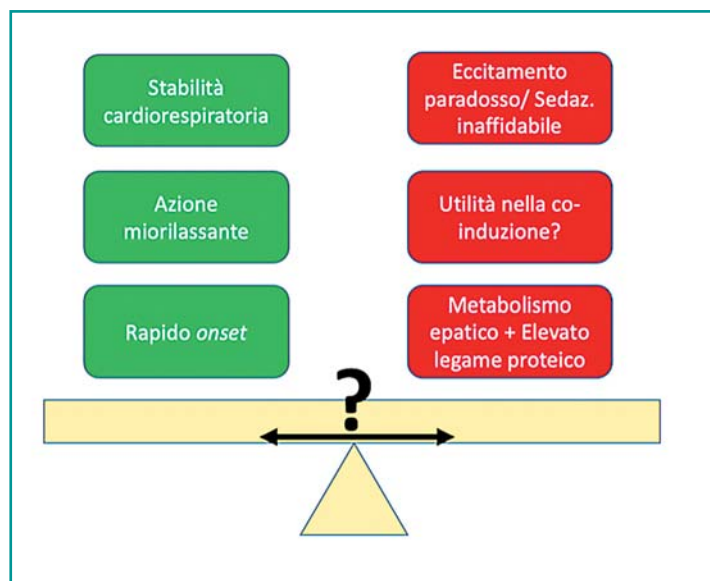 Stabilità
cardiorespiratoria
Azione
miorilassante
Rapido onset
Eccitamento
paradosso/ Sedaz.
inaffidabile
Utilità nella co-
induzione?
Metabolismo
epatico + Elevato
legame proteico
?